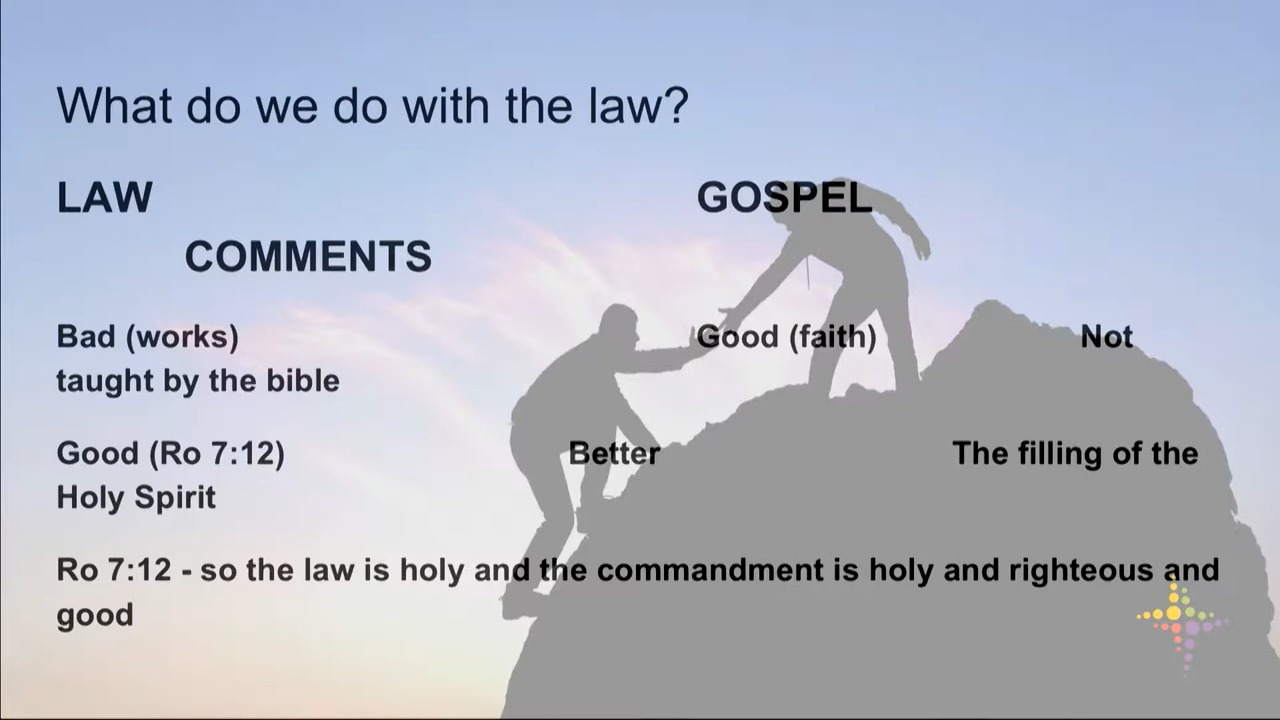 What do we do with the law?
LAW GOSPEL
COMMENTS
Bad (works) Good (faith) Not
taught by the bible
Good (Ro 7:12) Better The filling of the
Holy Spirit
Ro 7:12 - so the law is holy and the commandment is holy and righteous and
good